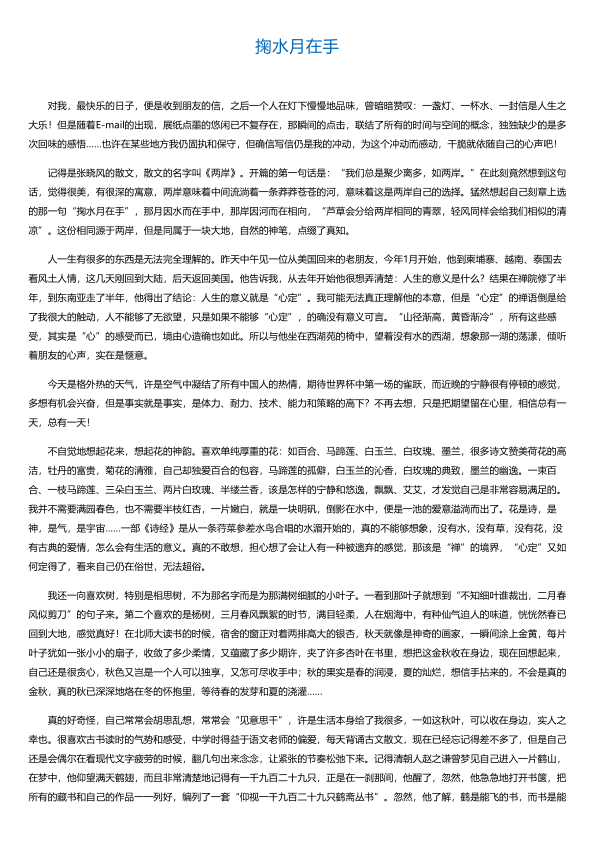 掬水月在手
对我，最快乐的日子，便是收到朋友的信，之后一个人在灯下慢慢地品味，曾暗暗赞叹：一盏灯、一杯水、一封信是人生之
大乐！但是随着E-mail的出现，展纸点墨的悠闲已不复存在，那瞬间的点击，联结了所有的时间与空间的概念，独独缺少的是多
次回味的感悟……也许在某些地方我仍固执和保守，但确信写信仍是我的冲动，为这个冲动而感动，干脆就依随自己的心声吧！
记得是张晓风的散文，散文的名字叫《两岸》。开篇的第一句话是：“我们总是聚少离多，如两岸。”在此刻竟然想到这句
话，觉得很美，有很深的寓意，两岸意味着中间流淌着一条莽莽苍苍的河，意味着这是两岸自己的选择。猛然想起自己刻章上选
的那一句“掬水月在手”，那月因水而在手中，那岸因河而在相向，“芦草会分给两岸相同的青翠，轻风同样会给我们相似的清
凉”。这份相同源于两岸，但是同属于一块大地，自然的神笔，点缀了真知。
人一生有很多的东西是无法完全理解的。昨天中午见一位从美国回来的老朋友，今年1月开始，他到柬埔寨、越南、泰国去
看风土人情，这几天刚回到大陆，后天返回美国。他告诉我，从去年开始他很想弄清楚：人生的意义是什么？结果在禅院修了半
年，到东南亚走了半年，他得出了结论：人生的意义就是“心定”。我可能无法真正理解他的本意，但是“心定”的禅语倒是给
了我很大的触动，人不能够了无欲望，只是如果不能够“心定”，的确没有意义可言。“山径渐高，黄昏渐冷”，所有这些感
受，其实是“心”的感受而已，境由心造确也如此。所以与他坐在西湖苑的椅中，望着没有水的西湖，想象那一湖的荡漾，倾听
着朋友的心声，实在是惬意。
今天是格外热的天气，许是空气中凝结了所有中国人的热情，期待世界杯中第一场的雀跃，而近晚的宁静很有停顿的感觉，
多想有机会兴奋，但是事实就是事实，是体力、耐力、技术、能力和策略的高下？不再去想，只是把期望留在心里，相信总有一
天，总有一天！
不自觉地想起花来，想起花的神韵。喜欢单纯厚重的花：如百合、马蹄莲、白玉兰、白玫瑰、墨兰，很多诗文赞美荷花的高
洁，牡丹的富贵，菊花的清雅，自己却独爱百合的包容，马蹄莲的孤僻，白玉兰的沁香，白玫瑰的典致，墨兰的幽逸。一束百
合、一枝马蹄莲、三朵白玉兰、两片白玫瑰、半缕兰香，该是怎样的宁静和悠逸，飘飘、艾艾，才发觉自己是非常容易满足的。
我并不需要满园春色，也不需要半枝红杏，一片嫩白，就是一块明矾，倒影在水中，便是一池的爱意溢淌而出了。花是诗，是
神，是气，是宇宙……一部《诗经》是从一条荇菜参差水鸟合唱的水湄开始的，真的不能够想象，没有水，没有草，没有花，没
有古典的爱情，怎么会有生活的意义。真的不敢想，担心想了会让人有一种被遗弃的感觉，那该是“禅”的境界，“心定”又如
何定得了，看来自己仍在俗世，无法超俗。
我还一向喜欢树，特别是相思树，不为那名字而是为那满树细腻的小叶子。一看到那叶子就想到“不知细叶谁裁出，二月春
风似剪刀”的句子来。第二个喜欢的是杨树，三月春风飘絮的时节，满目轻柔，人在烟海中，有种仙气迫人的味道，恍恍然春已
回到大地，感觉真好！在北师大读书的时候，宿舍的窗正对着两排高大的银杏，秋天就像是神奇的画家，一瞬间涂上金黄，每片
叶子犹如一张小小的扇子，收敛了多少柔情，又蕴藏了多少期许，夹了许多杏叶在书里，想把这金秋收在身边，现在回想起来，
自己还是很贪心，秋色又岂是一个人可以独享，又怎可尽收手中；秋的果实是春的润浸，夏的灿烂，想信手拈来的，不会是真的
金秋，真的秋已深深地烙在冬的怀抱里，等待春的发芽和夏的浇灌……
真的好奇怪，自己常常会胡思乱想，常常会“见意思千”，许是生活本身给了我很多，一如这秋叶，可以收在身边，实人之
幸也。很喜欢古书读时的气势和感受，中学时得益于语文老师的偏爱，每天背诵古文散文，现在已经忘记得差不多了，但是自己
还是会偶尔在看现代文字疲劳的时候，翻几句出来念念，让紧张的节奏松弛下来。记得清朝人赵之谦曾梦见自己进入一片鹤山，
在梦中，他仰望满天鹤翅，而且非常清楚地记得有一千九百二十九只，正是在一刹那间，他醒了，忽然，他急急地打开书箧，把
所有的藏书和自己的作品一一列好，编列了一套“仰视一千九百二十九只鹤斋丛书”。忽然，他了解，鹤是能飞的书，而书是能